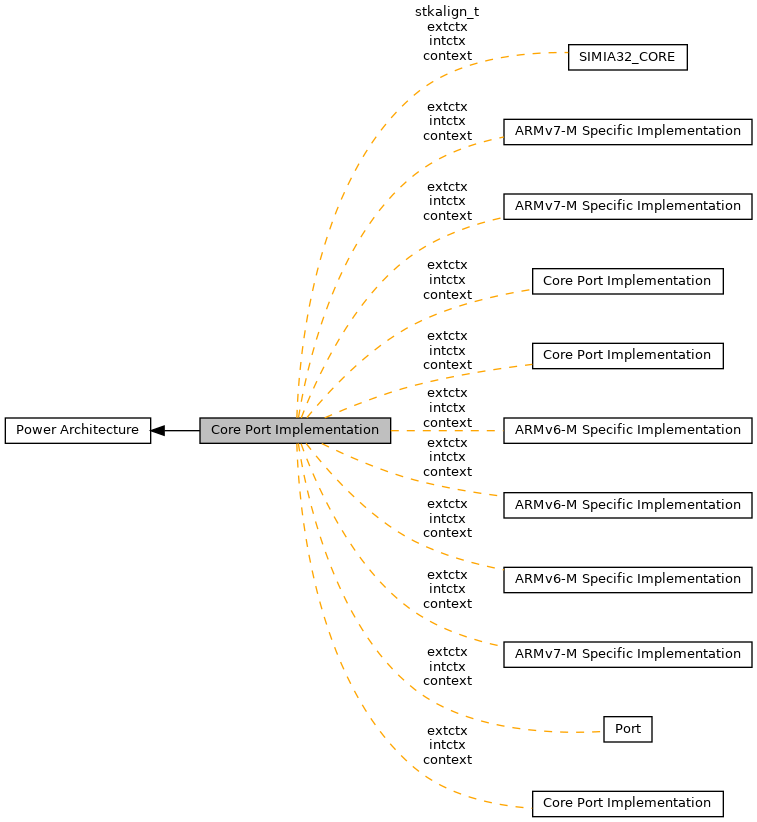 stkalign_t
extctx
intctx
context
SIMIA32_CORE
extctx
intctx
context
ARMv7-M Specific Implementation
extctx
intctx
context
ARMv7-M Specific Implementation
extctx
intctx
context
Core Port Implementation
extctx
intctx
context
Core Port Implementation
extctx
intctx
context
Power Architecture
Core Port Implementation
ARMv6-M Specific Implementation
extctx
intctx
context
ARMv6-M Specific Implementation
extctx
intctx
context
ARMv6-M Specific Implementation
extctx
intctx
context
ARMv7-M Specific Implementation
extctx
intctx
context
Port
extctx
intctx
context
Core Port Implementation